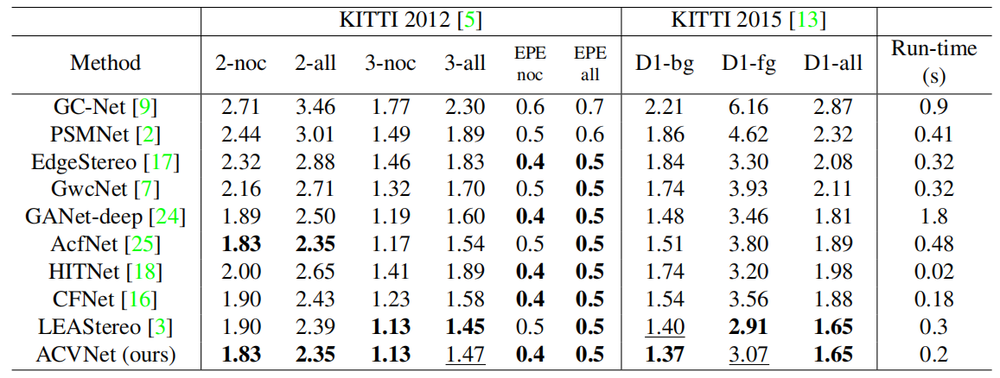 KITTI 2012 [5] KITTI 2015 [13]
Method 2-noc 2-all 3-noc 3-all EPE noc EPE all D1-bg D1-fg D1-all Run-time (s)
GC-Net [9] 2.71 3.46 1.77 2.30 0.6 0.7 2.21 6.16 2.87 0.9
PSMNet [2] 2.44 3.01 1.49 1.89 0.5 0.6 1.86 4.62 2.32 0.41
EdgeStereo [17] 2.32 2.88 1.46 1.83 0.4 0.5 1.84 3.30 2.08 0.32
GwcNet [7] 2.16 2.71 1.32 1.70 0.5 0.5 1.74 3.93 2.11 0.32
GANet-deep [24] 1.89 2.50 1.19 1.60 0.4 0.5 1.48 3.46 1.81 1.8
AcfNet [25] 1.83 2.35 1.17 1.54 0.5 0.5 1.51 3.80 1.89 0.48
HITNet [18] 2.00 2.65 1.41 1.89 0.4 0.5 1.74 3.20 1.98 0.02
CFNet [16] 1.90 2.43 1.23 1.58 0.4 0.5 1.54 3.56 1.88 0.18
LEAStereo [3] 1.90 2.39 1.13 1.45 0.5 0.5 1.40 2.91 1.65 0.3
ACVNet (ours) 1.83 2.35 1.13 1.47 0.4 0.5 1.37 3.07 1.65 0.2